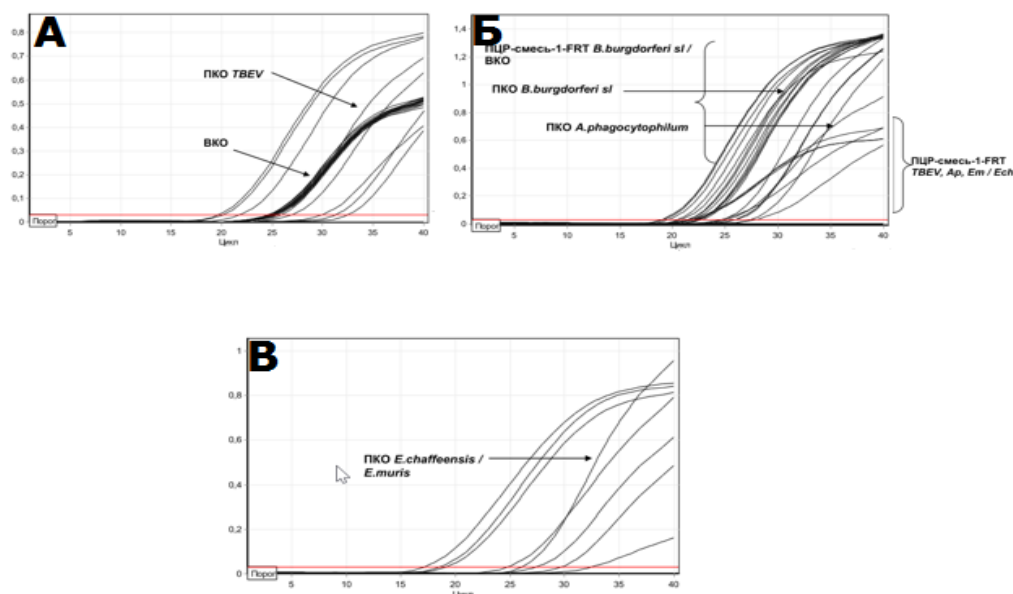 А
0,8
0,7
0,6
0,5
0,4
0,3
0,2
0,1
0
ПКО TBEV
ВКО
Порог
5 10 15 20 25 30 35 40
Цикл
Б
1,4
1,2
1
0,8
0,6
0,4
0,2
0
ПЦР-смесь-1-FRT B.burgdorferi sl /
ВКО
ПКО B.burgdorferi sl
ПКО A.phagocytophilum
ПЦР-смесь-1-FRT
TBEV, Ap, Em / Ech
Порог
5 10 15 20 25 30 35 40
Цикл
В
1
0,8
0,6
0,4
0,2
0
ПКО E.chaffeensis /
E.muris
Порог
5 10 15 20 25 30 35 40
Цикл